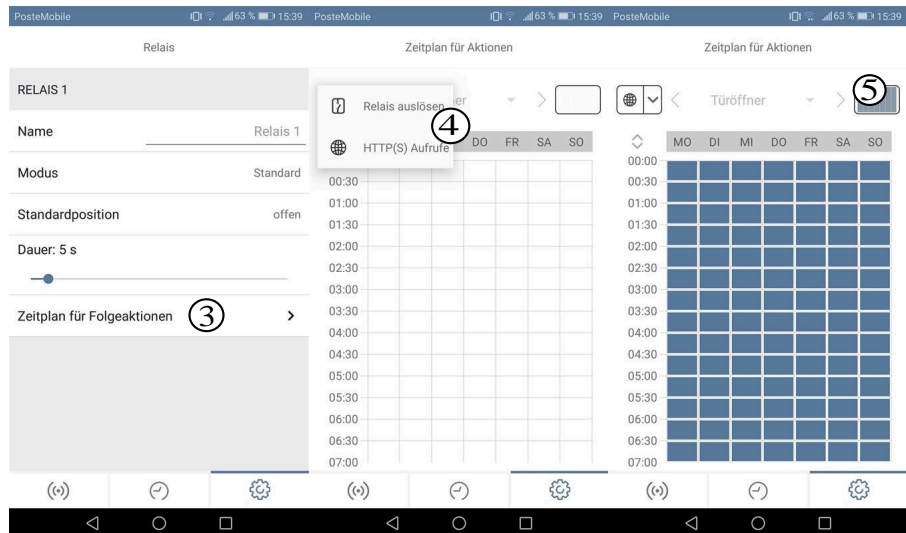 PosteMobile 63 % 15:39
Relais
RELAIS 1
Name Relais 1
Modus Standard
Standardposition offen
Dauer: 5 s
Zeitplan für Folgeaktionen 3
PosteMobile 63 % 15:39
Zeitplan für Aktionen
Relais auslösen
4
HTTP(S) Aufrufe
DO FR SA SO
00:30
01:00
01:30
02:00
02:30
03:00
03:30
04:00
04:30
05:00
05:30
06:00
06:30
07:00
PosteMobile 63 % 15:39
Zeitplan für Aktionen
Türöffner 5
MO DI MI DO FR SA SO
00:00
00:30
01:00
01:30
02:00
02:30
03:00
03:30
04:00
04:30
05:00
05:30
06:00
06:30
07:00